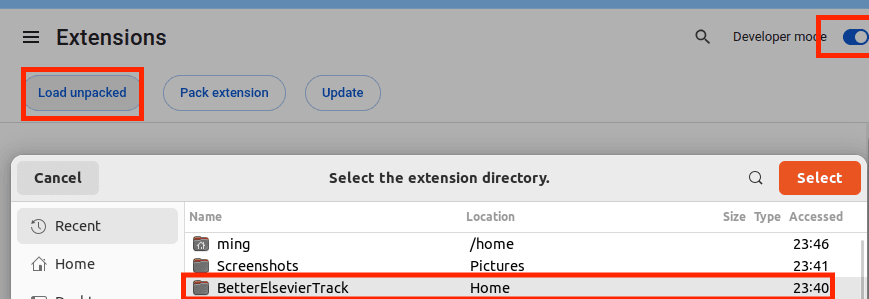 Extensions
Developer mode
Load unpacked
Pack extension
Update
Cancel
Select the extension directory.
Select
Name Location Size Type Accessed
Recent
ming /home 23:46
Home
Screenshots Pictures 23:41
BetterElsevierTrack Home 23:40